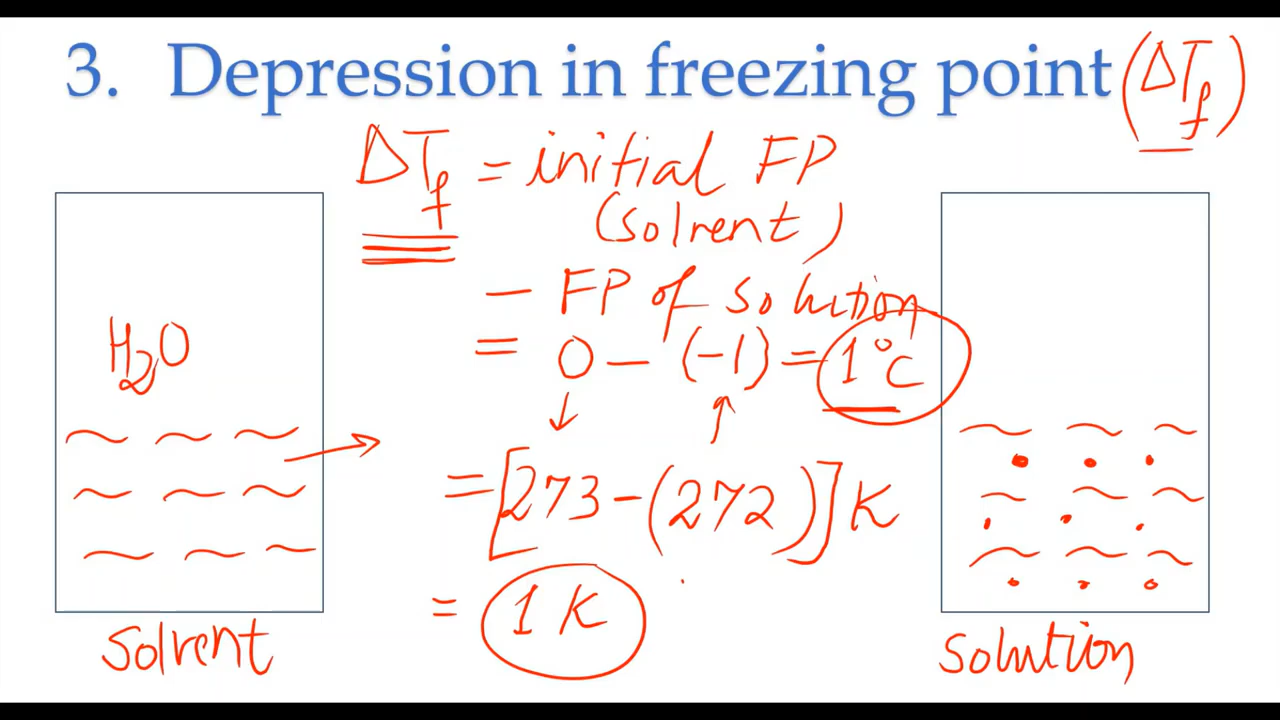 3. Depression in freezing point (ΔTf)
ΔTf = initial FP
(solvent)
– FP of solution
= 0 – (-1) = 1°C
= [273 – (272)] K
= 1 K
H₂O
Solvent
Solution